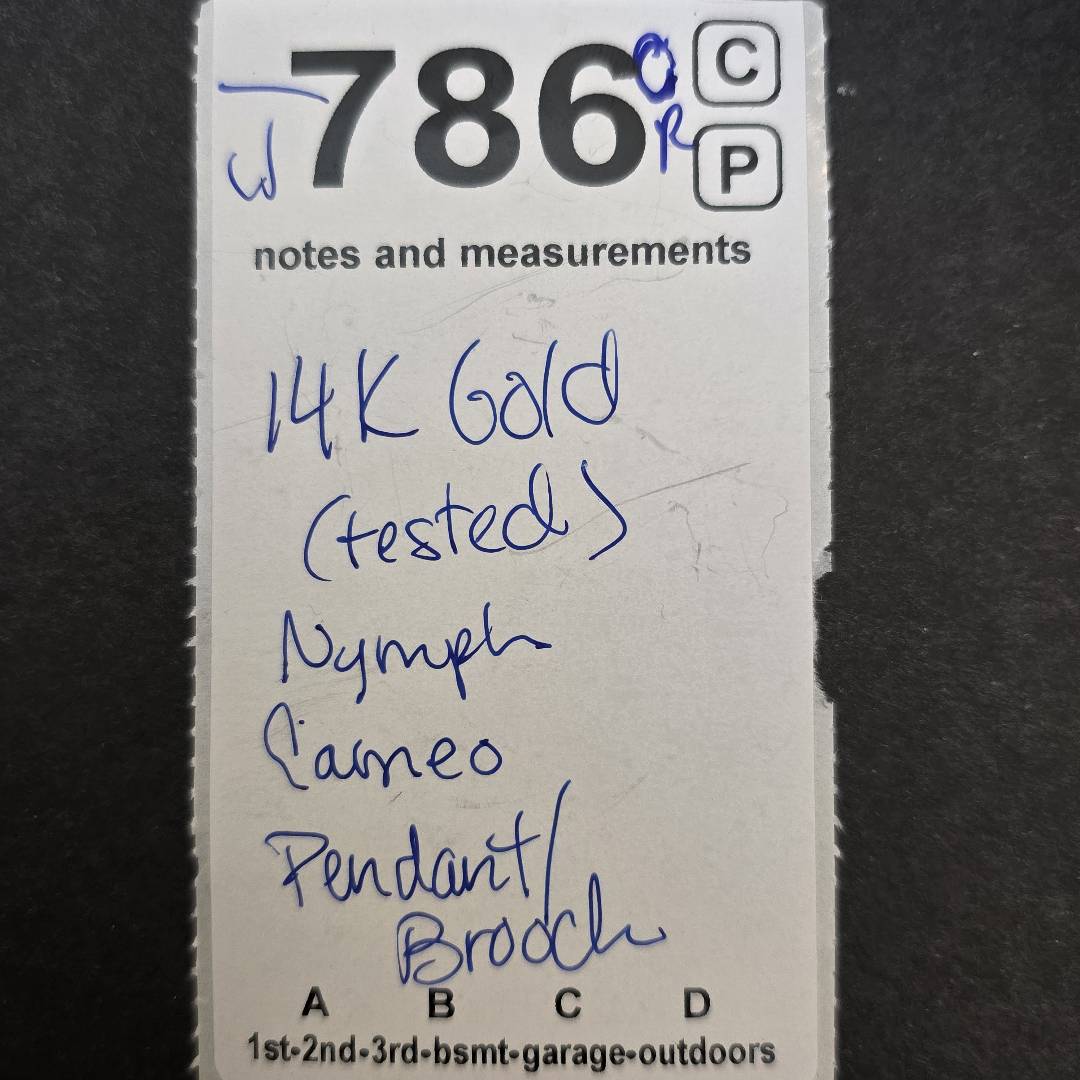 786 O C
W R P
notes and measurements
14K Gold
(tested)
Nymph
Cameo
Pendant/
Brooch
A B C D
1st-2nd-3rd-bsmt-garage-outdoors